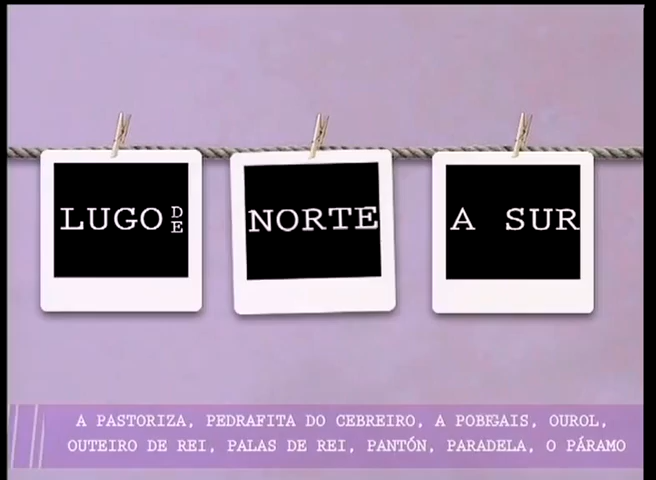 LUGO DE NORTE A SUR
A PASTORIZA, PEDRAFITA DO CEBREIRO, A POBEGAIS, OUROL,
OUTEIRO DE REI, PALAS DE REI, PANTÓN, PARADELA, O PÁRAMO